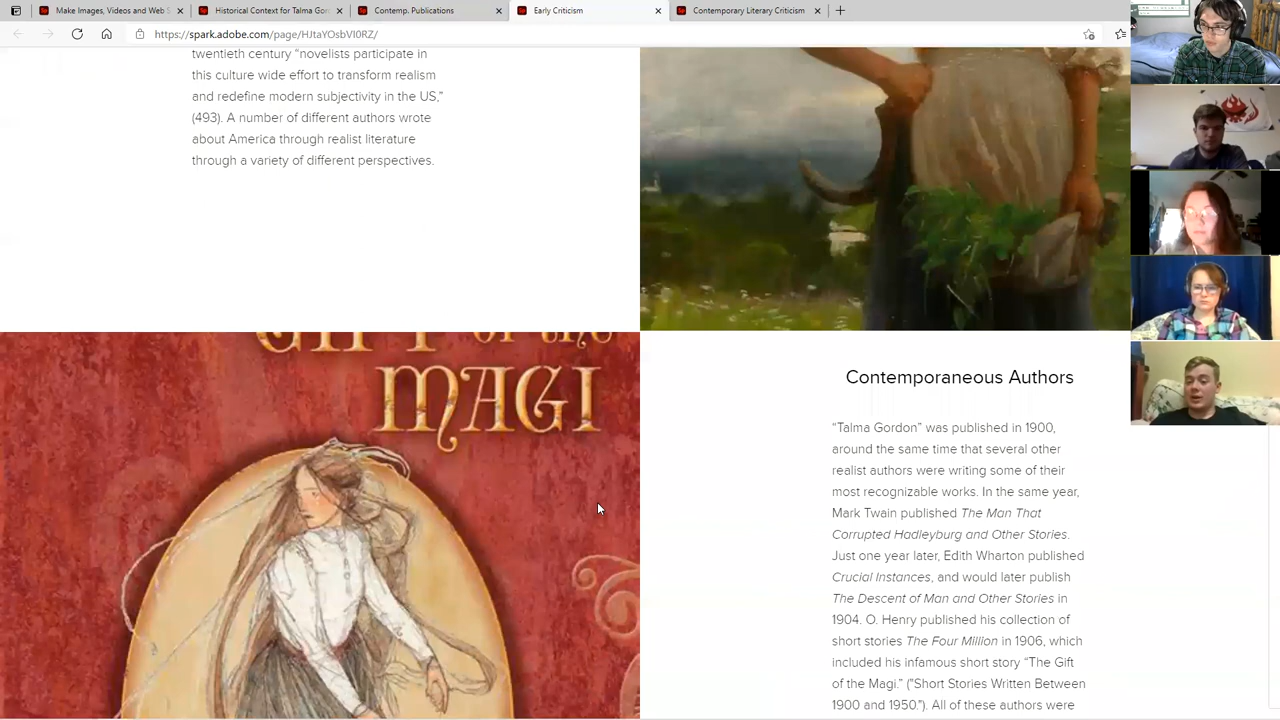 Make Images, Videos and Web S
Historical Context for Talma Gor
Contemp. Publications
Early Criticism
Contemporary Literary Criticism
https://spark.adobe.com/page/HJtaYOsbVI0RZ/
twentieth century “novelists participate in
this culture wide effort to transform realism
and redefine modern subjectivity in the US,”
(493). A number of different authors wrote
about America through realist literature
through a variety of different perspectives.
GIFT OF THE
MAGI
Contemporaneous Authors
“Talma Gordon” was published in 1900,
around the same time that several other
realist authors were writing some of their
most recognizable works. In the same year,
Mark Twain published The Man That
Corrupted Hadleyburg and Other Stories.
Just one year later, Edith Wharton published
Crucial Instances, and would later publish
The Descent of Man and Other Stories in
1904. O. Henry published his collection of
short stories The Four Million in 1906, which
included his infamous short story “The Gift
of the Magi.” ("Short Stories Written Between
1900 and 1950."). All of these authors were